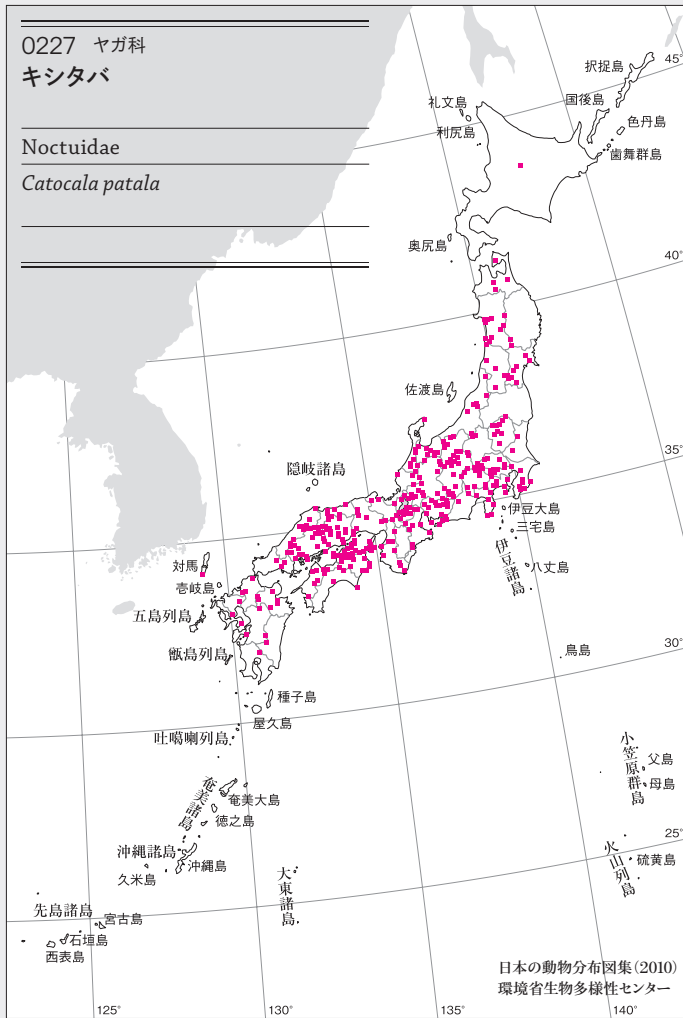 0227 ヤガ科
キシタバ
Noctuidae
Catocala patala
択捉島
45°
礼文島
国後島
色丹島
利尻島
歯舞群島
奥尻島
40°
佐渡島
35°
隠岐諸島
伊豆大島
三宅島
伊豆諸島
八丈島
対馬
壱岐島
五島列島
甑島列島
鳥島
30°
種子島
屋久島
吐噶喇列島
小笠原群島
父島
母島
奄美諸島
奄美大島
徳之島
25°
沖縄諸島
沖縄島
久米島
大東諸島
火山列島
硫黄島
先島諸島
宮古島
石垣島
西表島
日本の動物分布図集(2010)
環境省生物多様性センター
125°
130°
135°
140°